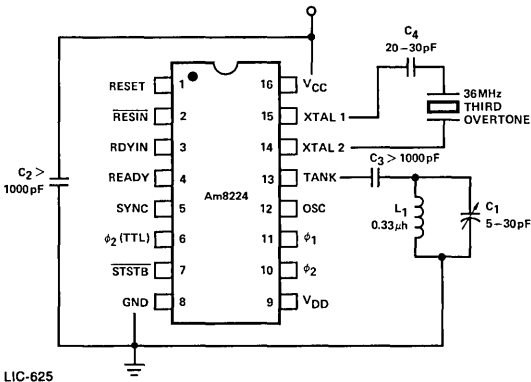 C4
20–30pF
RESET 1 16 VCC
RESIN 2 15 XTAL 1
36MHz
THIRD
OVERTONE
RDYIN 3 14 XTAL 2
C3 > 1000pF
C2 >
1000pF
READY 4 13 TANK
Am8224
SYNC 5 12 OSC
L1
0.33μh
C1
5–30pF
ϕ2 (TTL) 6 11 ϕ1
STSTB 7 10 ϕ2
GND 8 9 VDD
LIC-625